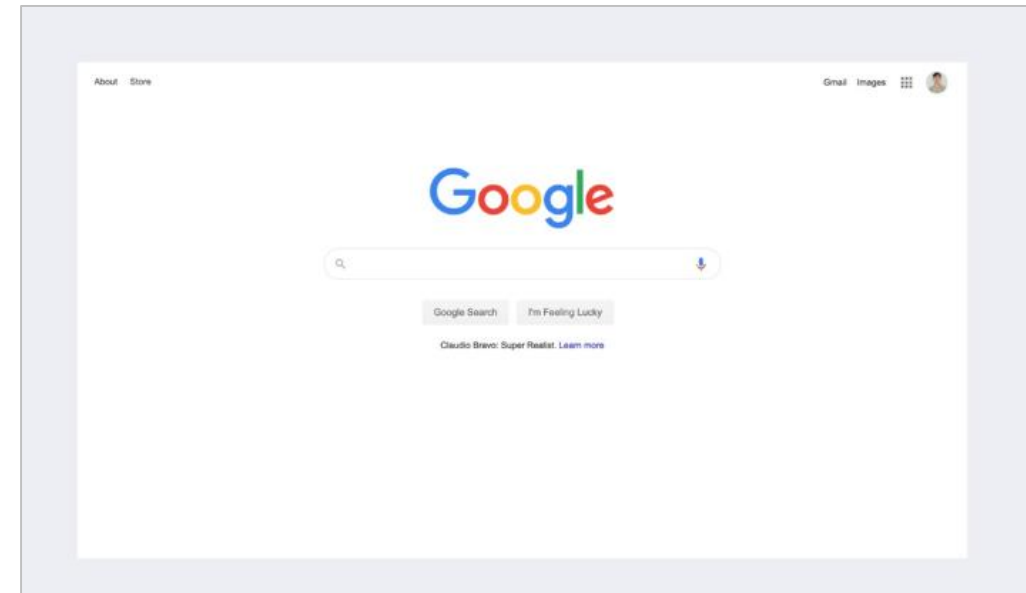 About Store
Gmail Images
Google
Google Search I'm Feeling Lucky
Claudio Bravo: Super Realist. Learn more